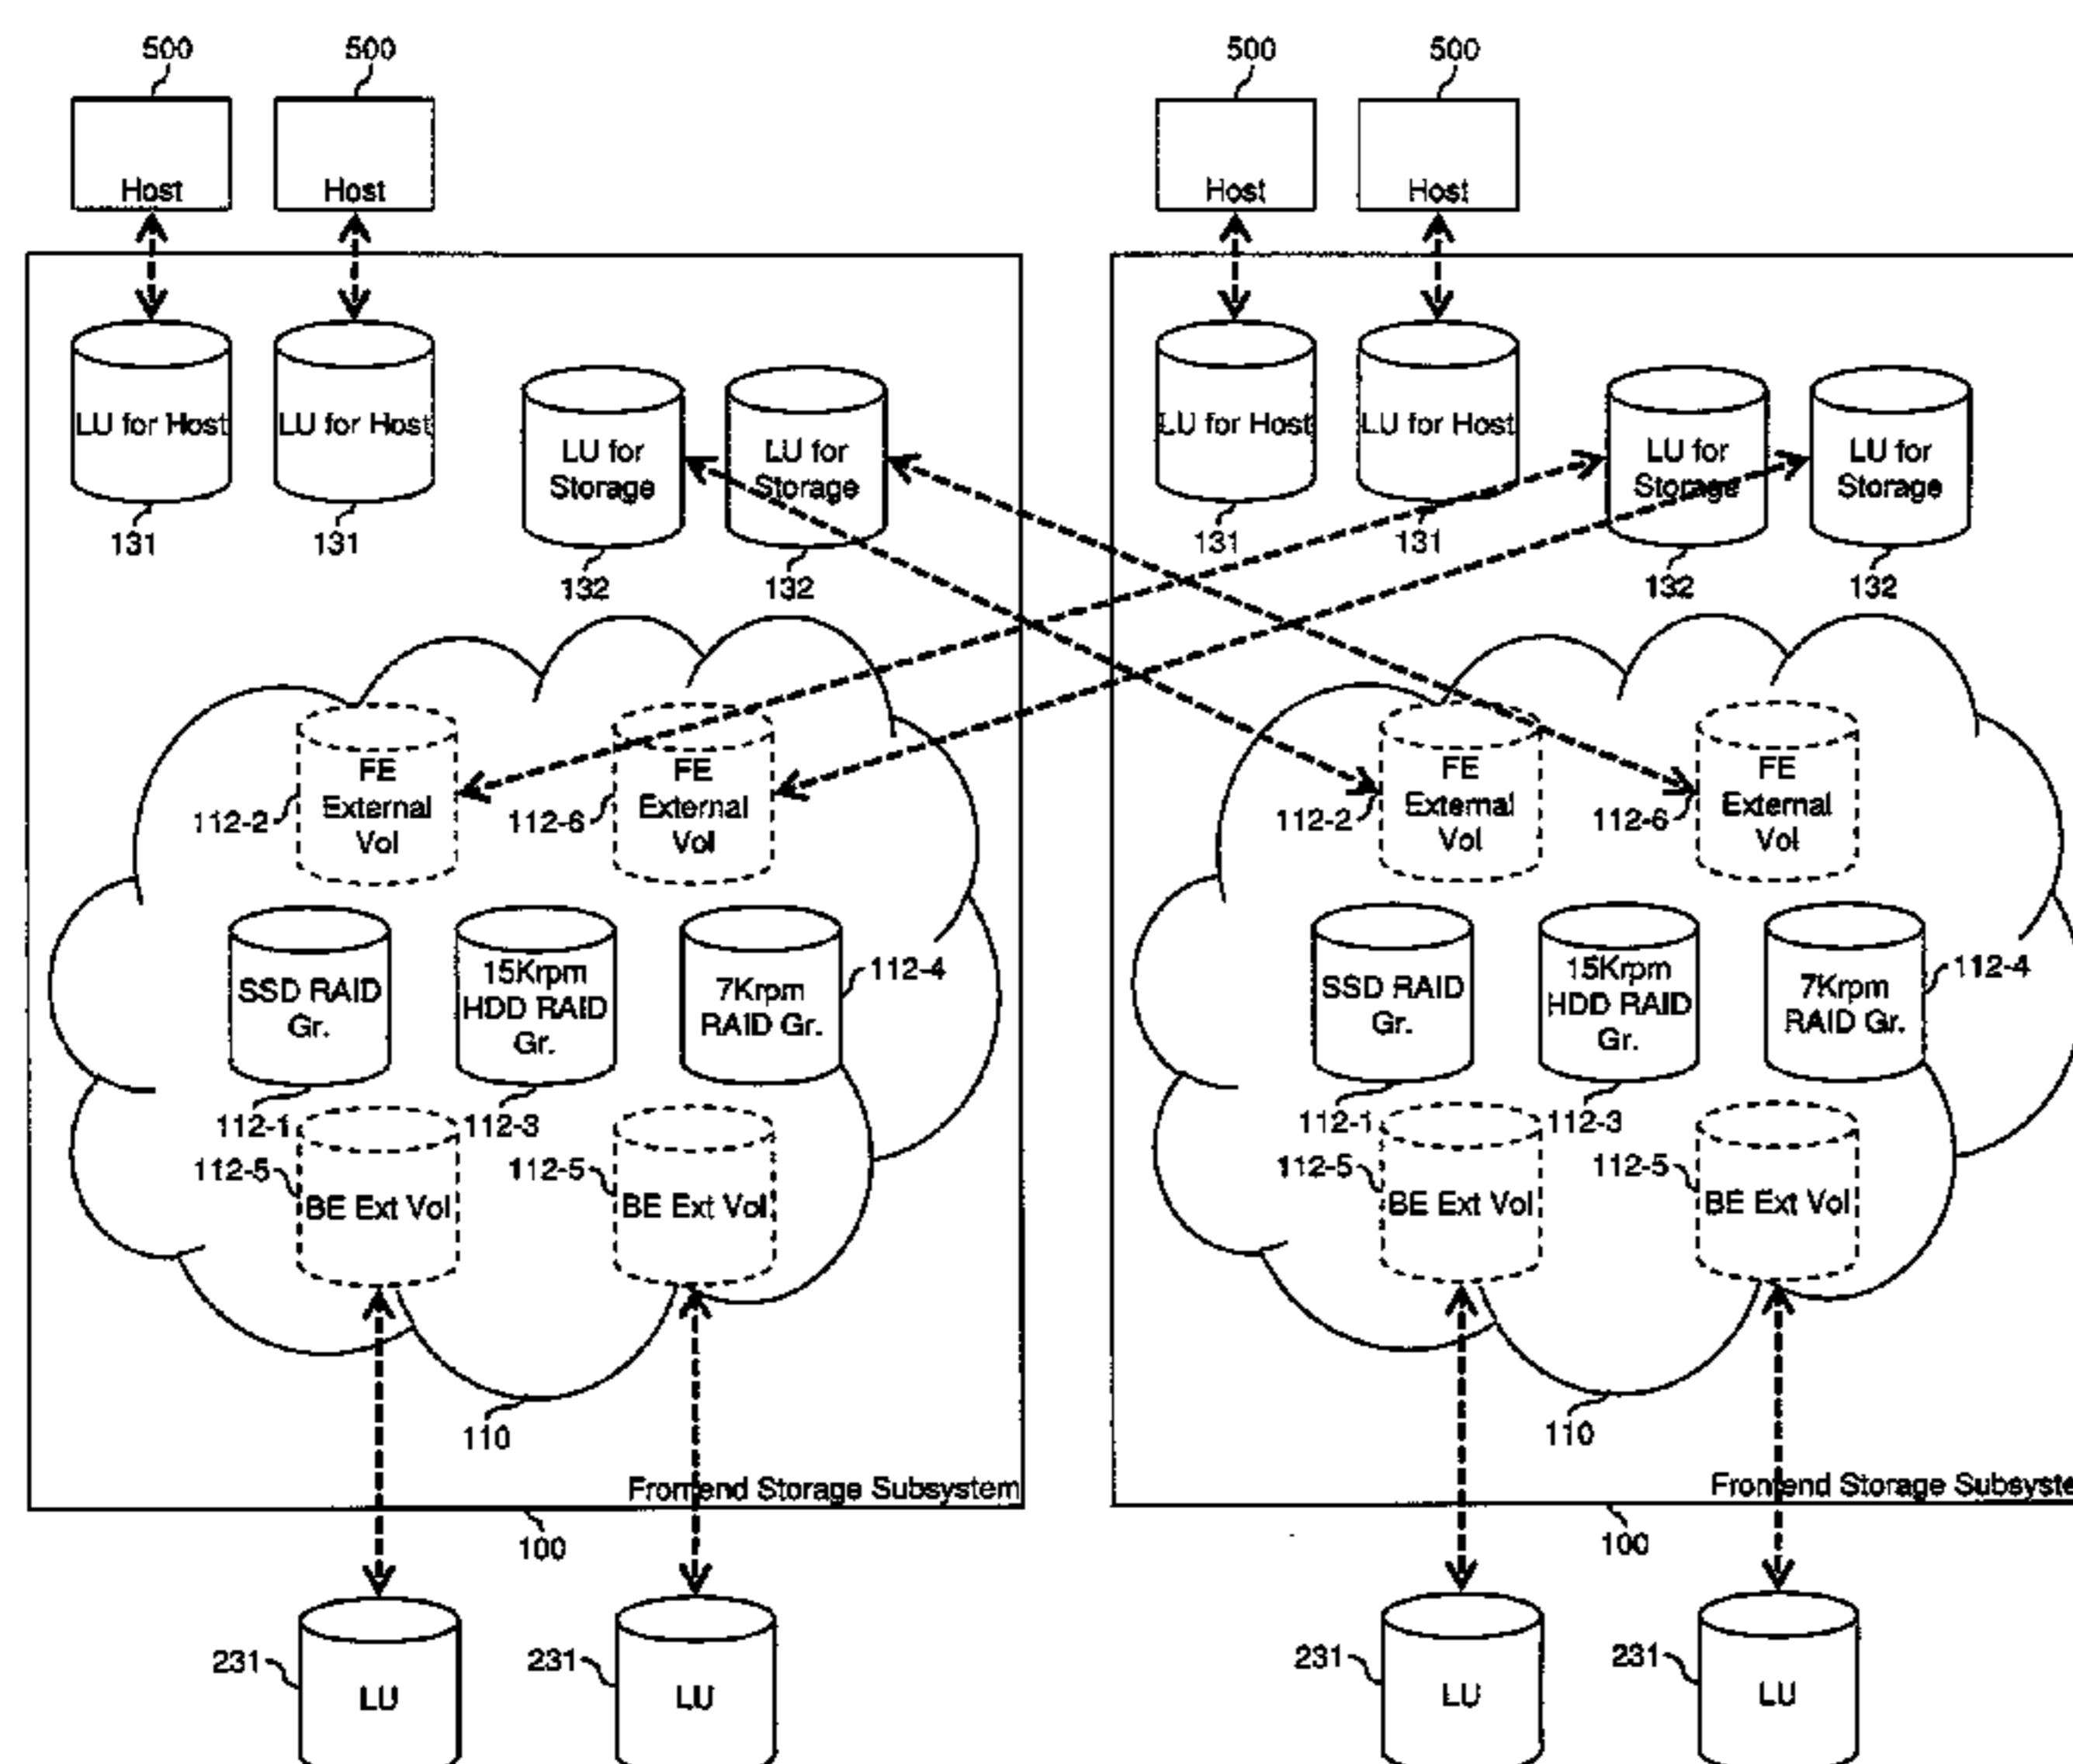 500 500 500 500
Host Host Host Host
LU for Host LU for Host LU for Host LU for Host
LU for Storage LU for Storage LU for Storage LU for Storage
131 131 131 131
132 132 132 132
FE External Vol FE External Vol FE External Vol FE External Vol
112-2 112-6 112-2 112-6
SSD RAID Gr. 15Krpm HDD RAID Gr. 7Krpm RAID Gr. 112-4 SSD RAID Gr. 15Krpm HDD RAID Gr. 7Krpm RAID Gr. 112-4
112-1 112-3 112-1 112-3
112-5 112-5 112-5 112-5
BE Ext Vol BE Ext Vol BE Ext Vol BE Ext Vol
110 110
Frontend Storage Subsystem Frontend Storage Subsyste
100 100
231 231 231 231
LU LU LU LU